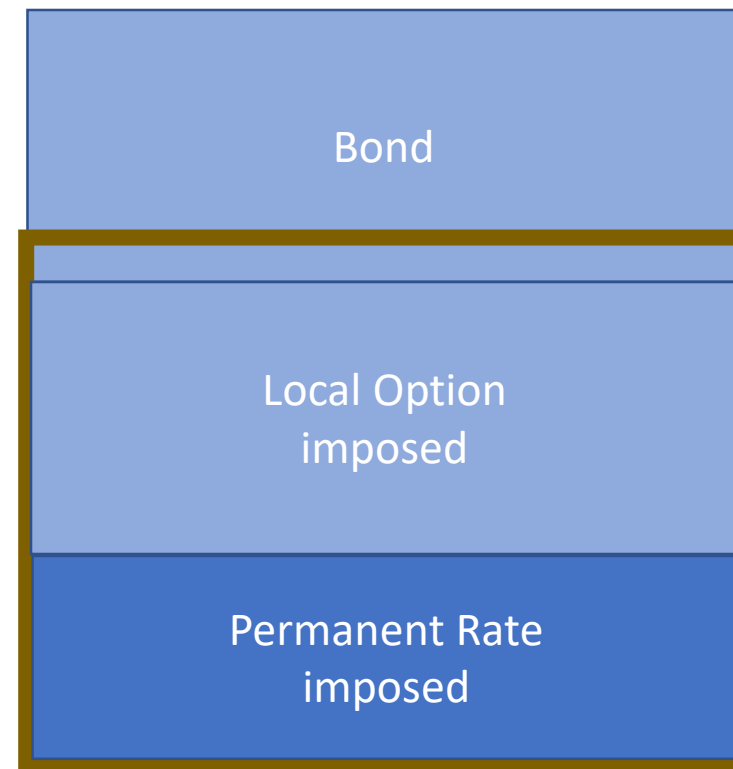 Bond
Local Option
imposed
Permanent Rate
imposed